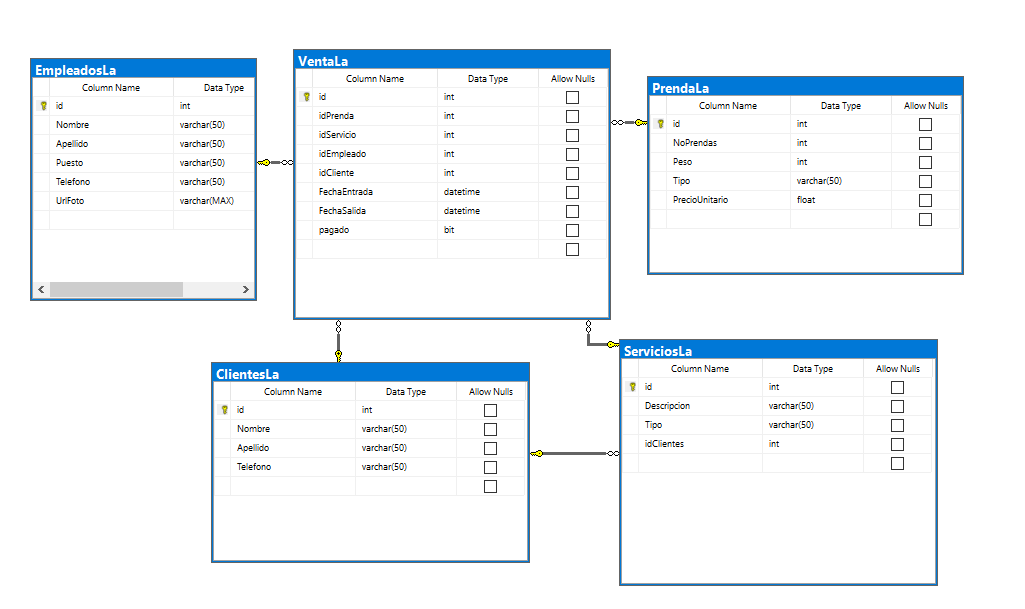 EmpleadosLa
Column Name Data Type
id int
Nombre varchar(50)
Apellido varchar(50)
Puesto varchar(50)
Telefono varchar(50)
UrlFoto varchar(MAX)
VentaLa
Column Name Data Type Allow Nulls
id int
idPrenda int
idServicio int
idEmpleado int
idCliente int
FechaEntrada datetime
FechaSalida datetime
pagado bit
PrendaLa
Column Name Data Type Allow Nulls
id int
NoPrendas int
Peso int
Tipo varchar(50)
PrecioUnitario float
ClientesLa
Column Name Data Type Allow Nulls
id int
Nombre varchar(50)
Apellido varchar(50)
Telefono varchar(50)
ServiciosLa
Column Name Data Type Allow Nulls
id int
Descripcion varchar(50)
Tipo varchar(50)
idClientes int